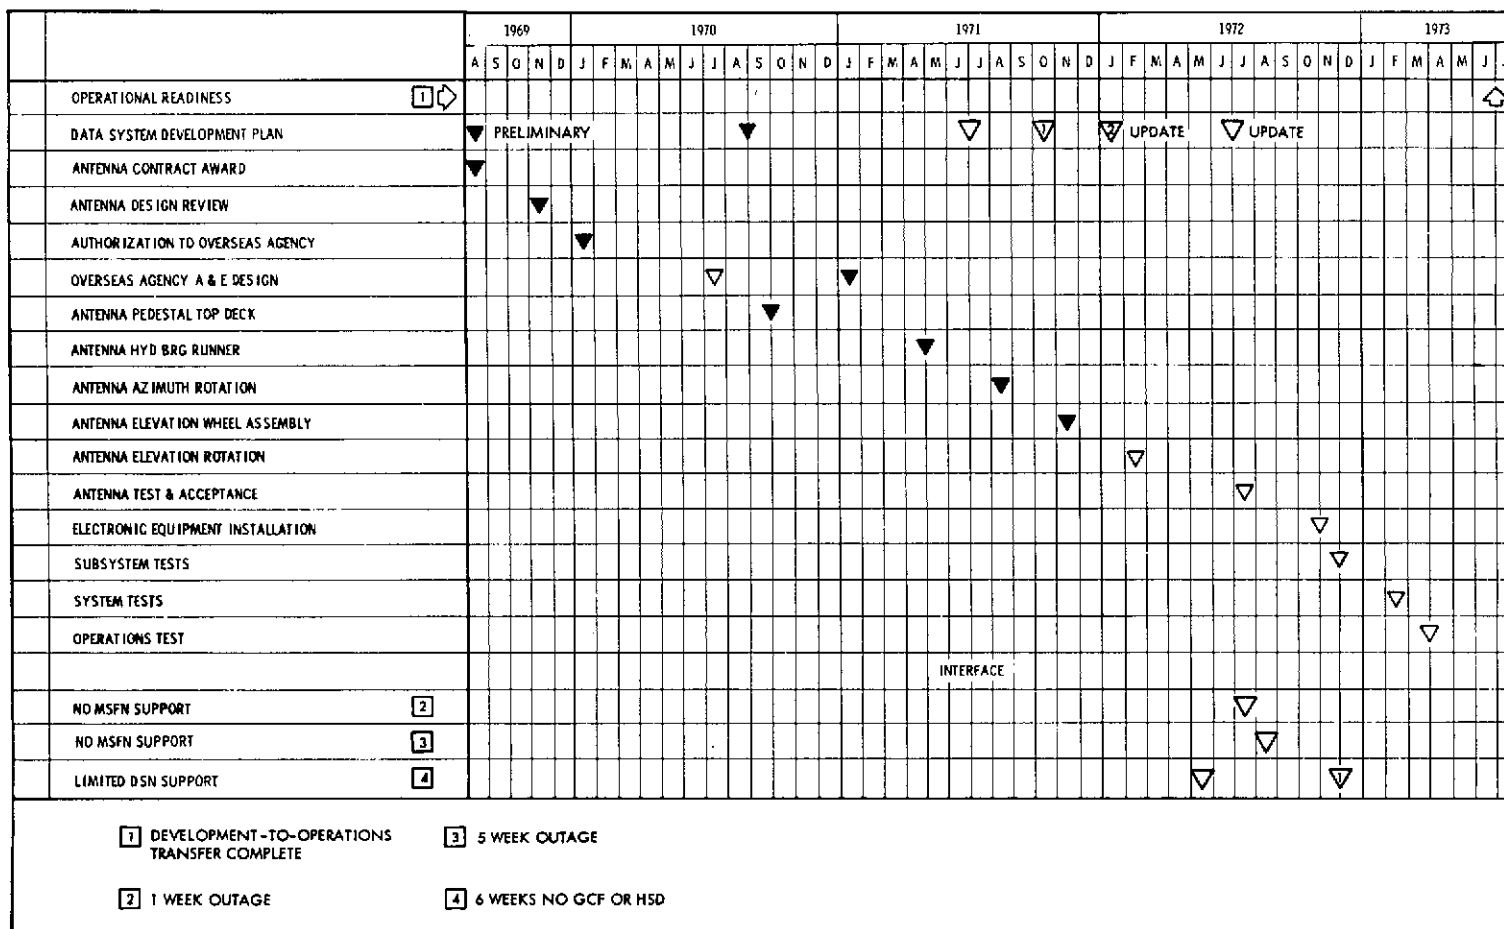 1969 1970 1971 1972 1973
A S O N D J F M A M J J A S O N D J F M A M J J A S O N D J F M A M J J A S O N D J F M A M J J
OPERATIONAL READINESS 1
DATA SYSTEM DEVELOPMENT PLAN PRELIMINARY 1 2 UPDATE UPDATE
ANTENNA CONTRACT AWARD
ANTENNA DESIGN REVIEW
AUTHORIZATION TO OVERSEAS AGENCY
OVERSEAS AGENCY A & E DESIGN
ANTENNA PEDESTAL TOP DECK
ANTENNA HYD BRG RUNNER
ANTENNA AZIMUTH ROTATION
ANTENNA ELEVATION WHEEL ASSEMBLY
ANTENNA ELEVATION ROTATION
ANTENNA TEST & ACCEPTANCE
ELECTRONIC EQUIPMENT INSTALLATION
SUBSYSTEM TESTS
SYSTEM TESTS
OPERATIONS TEST
INTERFACE
NO MSFN SUPPORT 2
NO MSFN SUPPORT 3
LIMITED DSN SUPPORT 4 1
1 DEVELOPMENT-TO-OPERATIONS
TRANSFER COMPLETE
3 5 WEEK OUTAGE
2 1 WEEK OUTAGE
4 6 WEEKS NO GCF OR HSD